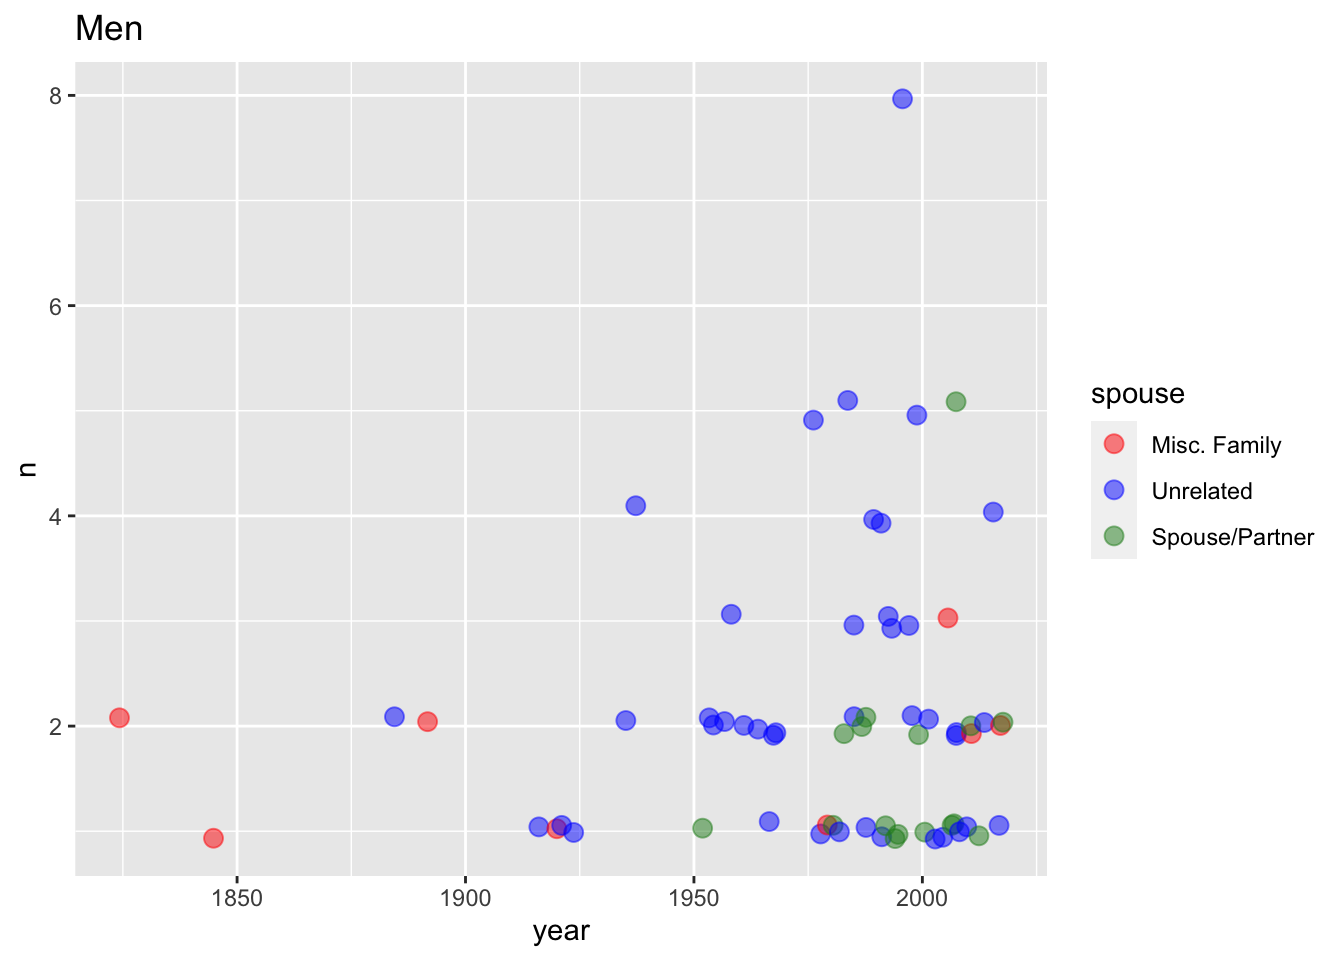 Men
8
6
4
2
n
1850
1900
1950
2000
year
spouse
Misc. Family
Unrelated
Spouse/Partner